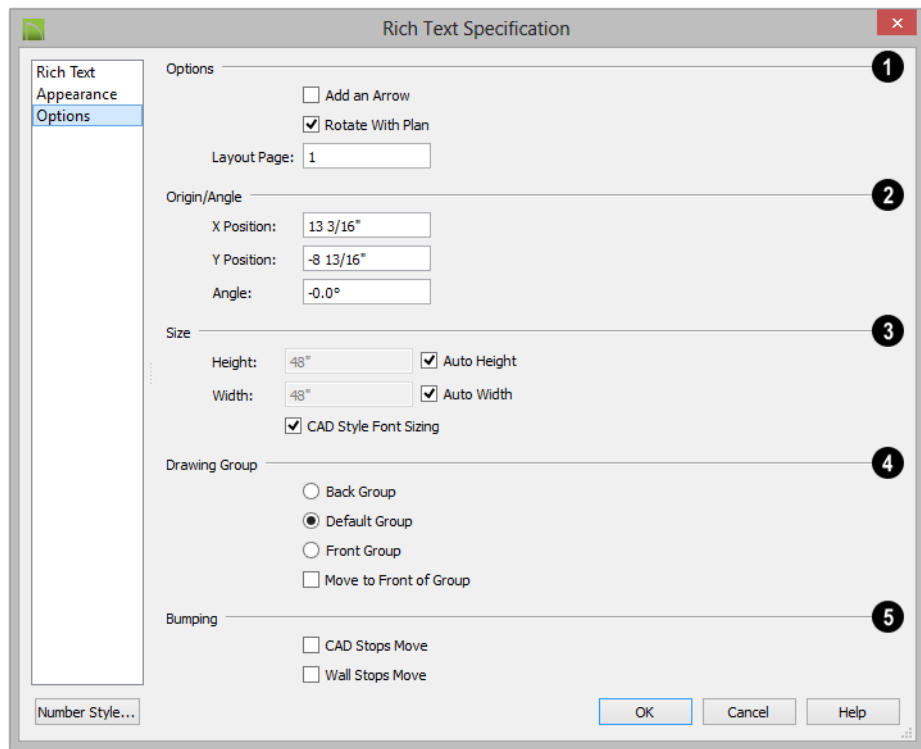 Rich Text Specification
Rich Text
Appearance
Options
Options 1
Add an Arrow
Rotate With Plan
Layout Page: 1
Origin/Angle 2
X Position: 13 3/16"
Y Position: -8 13/16"
Angle: -0.0°
Size 3
Height: 48" Auto Height
Width: 48" Auto Width
CAD Style Font Sizing
Drawing Group 4
Back Group
Default Group
Front Group
Move to Front of Group
Bumping 5
CAD Stops Move
Wall Stops Move
Number Style... OK Cancel Help